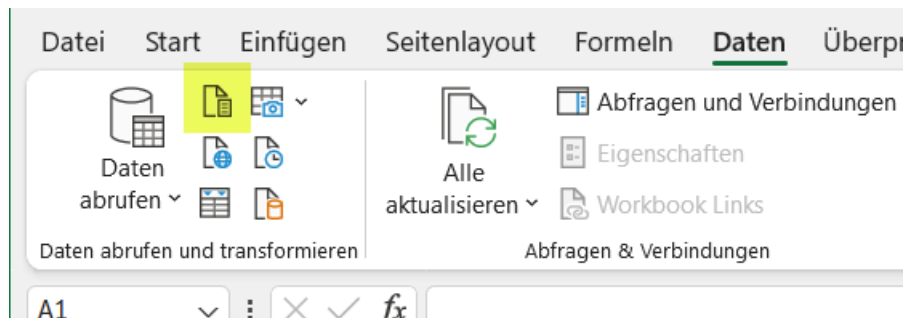 Datei Start Einfügen Seitenlayout Formeln Daten
Daten
abrufen
Alle
aktualisieren
Abfragen und Verbindungen
Eigenschaften
Workbook Links
Daten abrufen und transformieren
Abfragen & Verbindungen
A1
fx